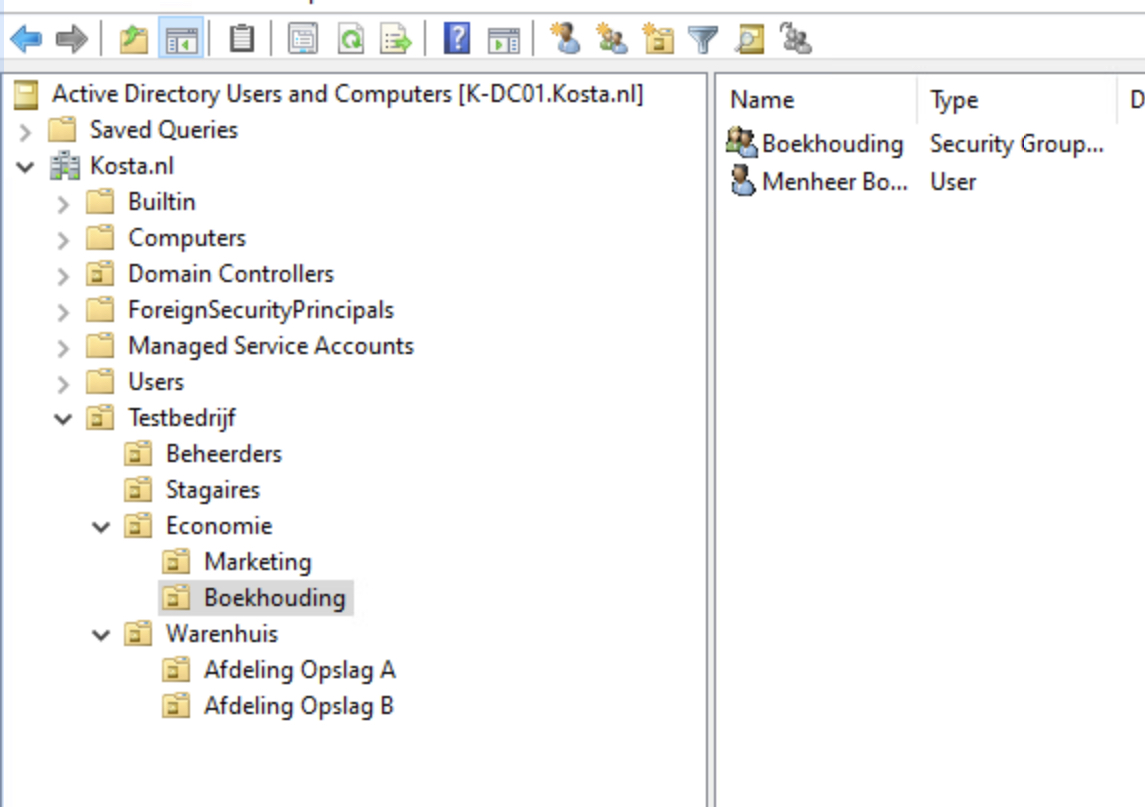 Active Directory Users and Computers [K-DC01.Kosta.nl]
Saved Queries
Kosta.nl
Builtin
Computers
Domain Controllers
ForeignSecurityPrincipals
Managed Service Accounts
Users
Testbedrijf
Beheerders
Stagaires
Economie
Marketing
Boekhouding
Warenhuis
Afdeling Opslag A
Afdeling Opslag B
Name Type D
Boekhouding Security Group...
Menheer Bo... User